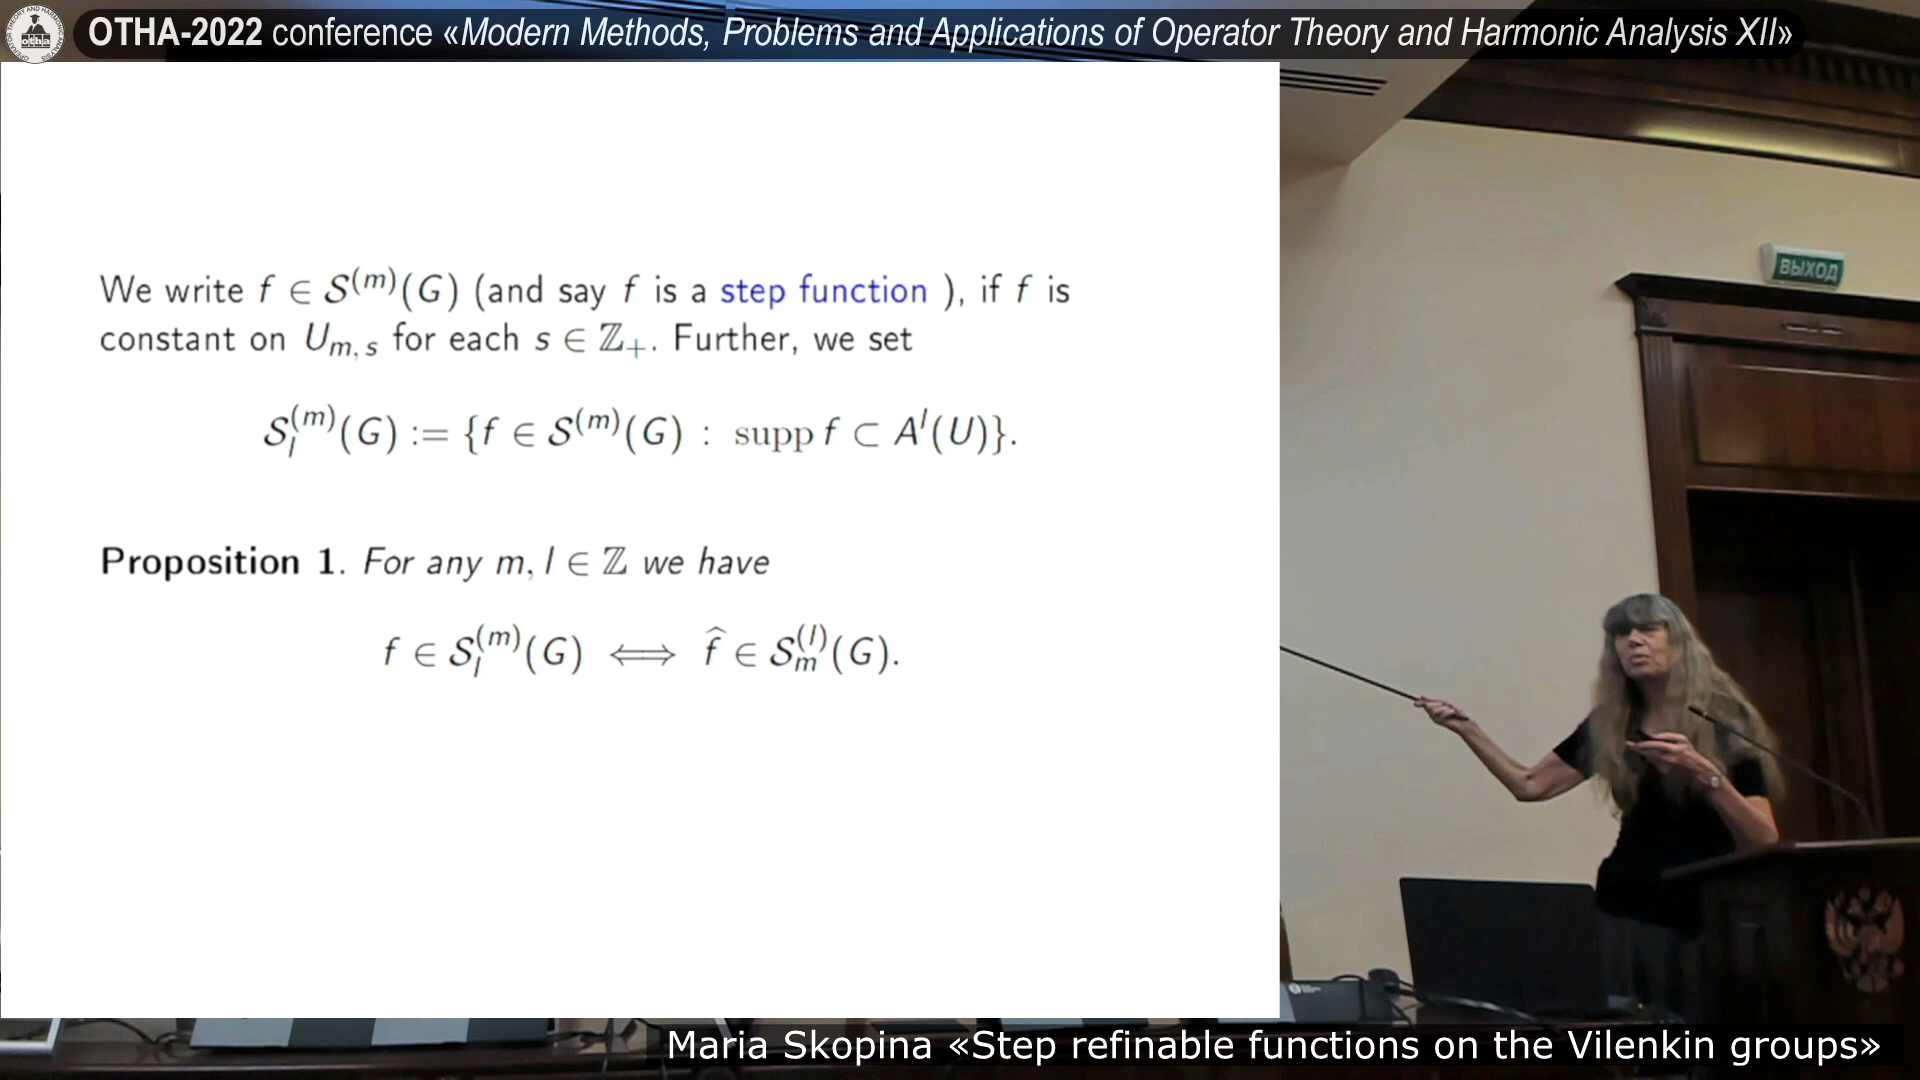 OTHA-2022 conference «Modern Methods, Problems and Applications of Operator Theory and Harmonic Analysis XII»
We write f ∈ S^(m)(G) (and say f is a step function ), if f is
constant on U_{m, s} for each s ∈ ℤ₊. Further, we set
S_l^(m)(G) := {f ∈ S^(m)(G) : supp f ⊂ A^l(U)}.
Proposition 1. For any m, l ∈ ℤ we have
f ∈ S_l^(m)(G) ⟺ f̂ ∈ S_m^(l)(G).
ВЫХОД
Maria Skopina «Step refinable functions on the Vilenkin groups»